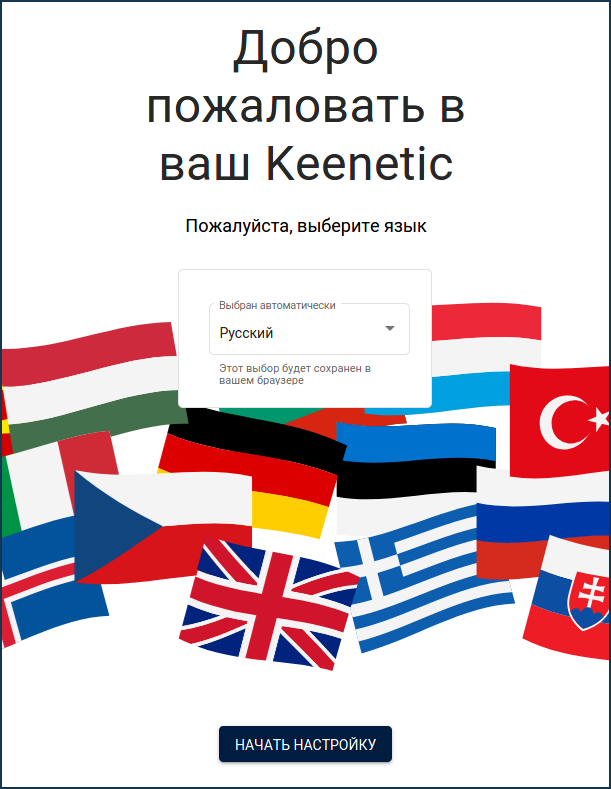 Добро
пожаловать в
ваш Keenetic
Пожалуйста, выберите язык
Выбран автоматически
Русский
Этот выбор будет сохранен в
вашем браузере
НАЧАТЬ НАСТРОЙКУ